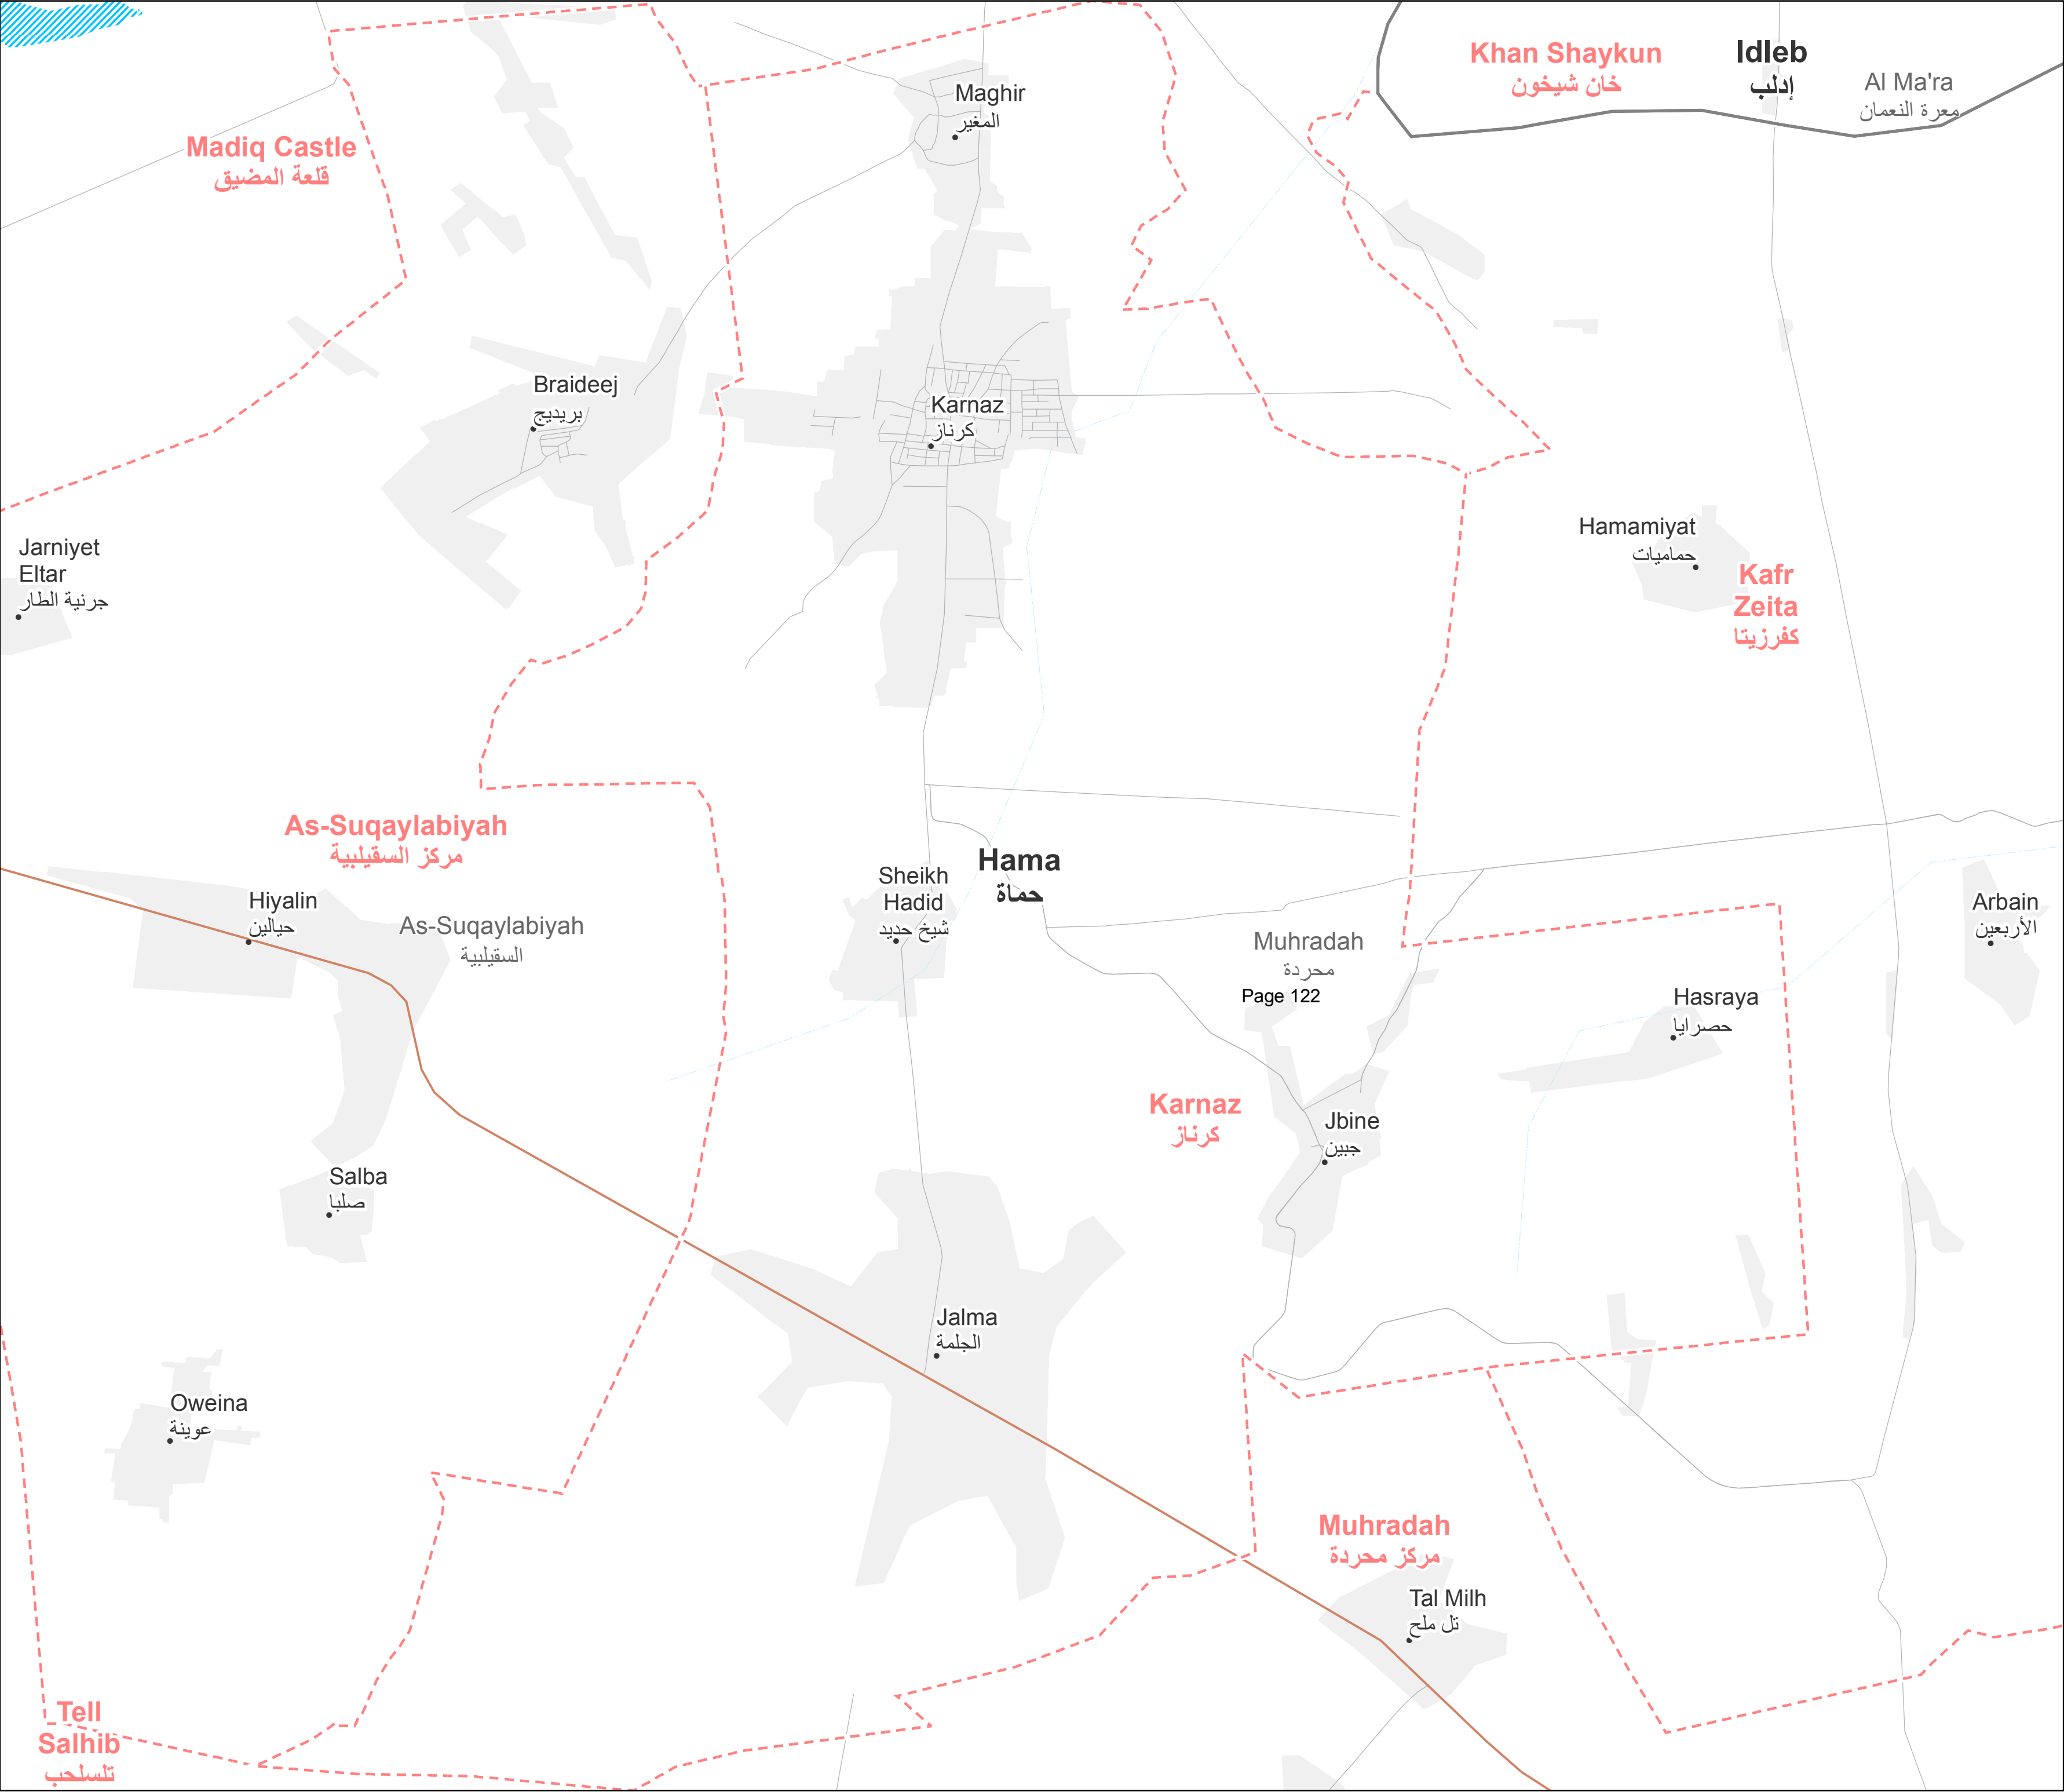 Khan Shaykun
خان شيخون
Idleb
إدلب
Al Ma'ra
معرة النعمان
Maghir
المغير
Madiq Castle
قلعة المضيق
Braideej
بريديج
Karnaz
كرناز
Hamamiyat
حماميات
Kafr
Zeita
كفرزيتا
Jarniyet
Eltar
جرنية الطار
As-Suqaylabiyah
مركز السقيلبية
Hama
حماة
Sheikh
Hadid
شيخ حديد
Hiyalin
حيالين
As-Suqaylabiyah
السقيلبية
Muhradah
محردة
Page 122
Arbain
الأربعين
Hasraya
حصرايا
Karnaz
كرناز
Jbine
جبين
Salba
صلبا
Jalma
الجلمة
Oweina
عوينة
Muhradah
مركز محردة
Tal Milh
تل ملح
Tell
Salhib
تلسلحب